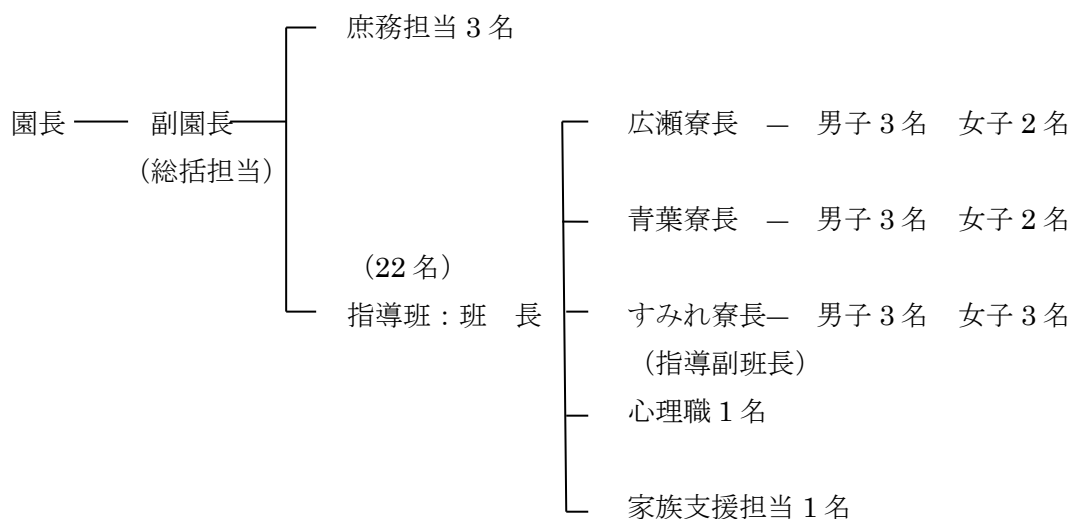 庶務担当 3 名
園長 副園長 広瀬寮長 － 男子 3 名 女子 2 名
（総括担当）
青葉寮長 － 男子 3 名 女子 2 名
（22 名）
指導班：班 長 すみれ寮長－ 男子 3 名 女子 3 名
（指導副班長）
心理職 1 名
家族支援担当 1 名